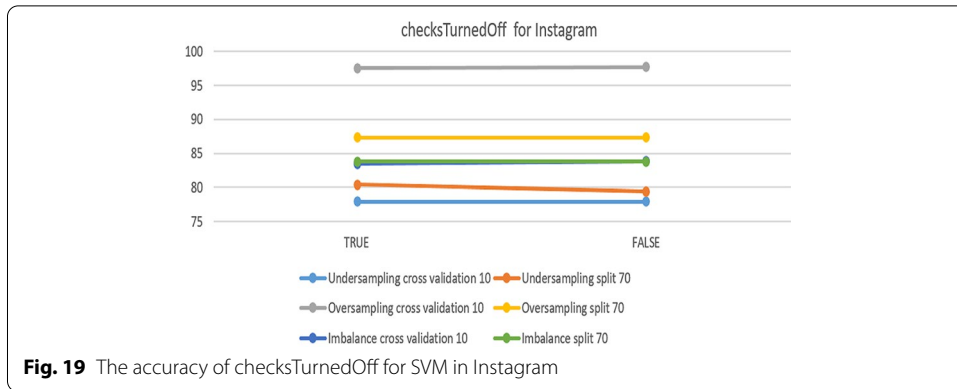 checksTurnedOff for Instagram
100
95
90
85
80
75
TRUE FALSE
Undersampling cross validation 10 Undersampling split 70
Oversampling cross validation 10 Oversampling split 70
Imbalance cross validation 10 Imbalance split 70
Fig. 19 The accuracy of checksTurnedOff for SVM in Instagram